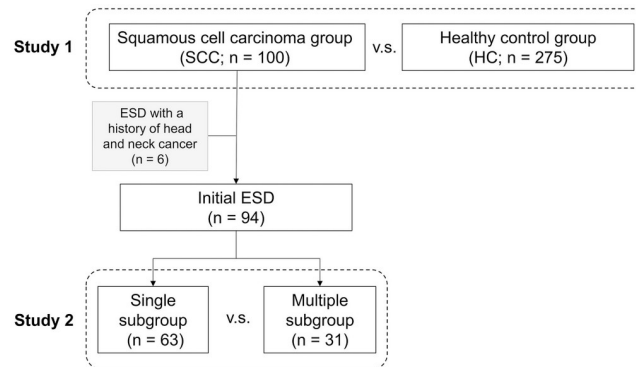 Study 1
Squamous cell carcinoma group
(SCC; n = 100)
v.s.
Healthy control group
(HC; n = 275)
ESD with a
history of head
and neck cancer
(n = 6)
Initial ESD
(n = 94)
Study 2
Single
subgroup
(n = 63)
v.s.
Multiple
subgroup
(n = 31)